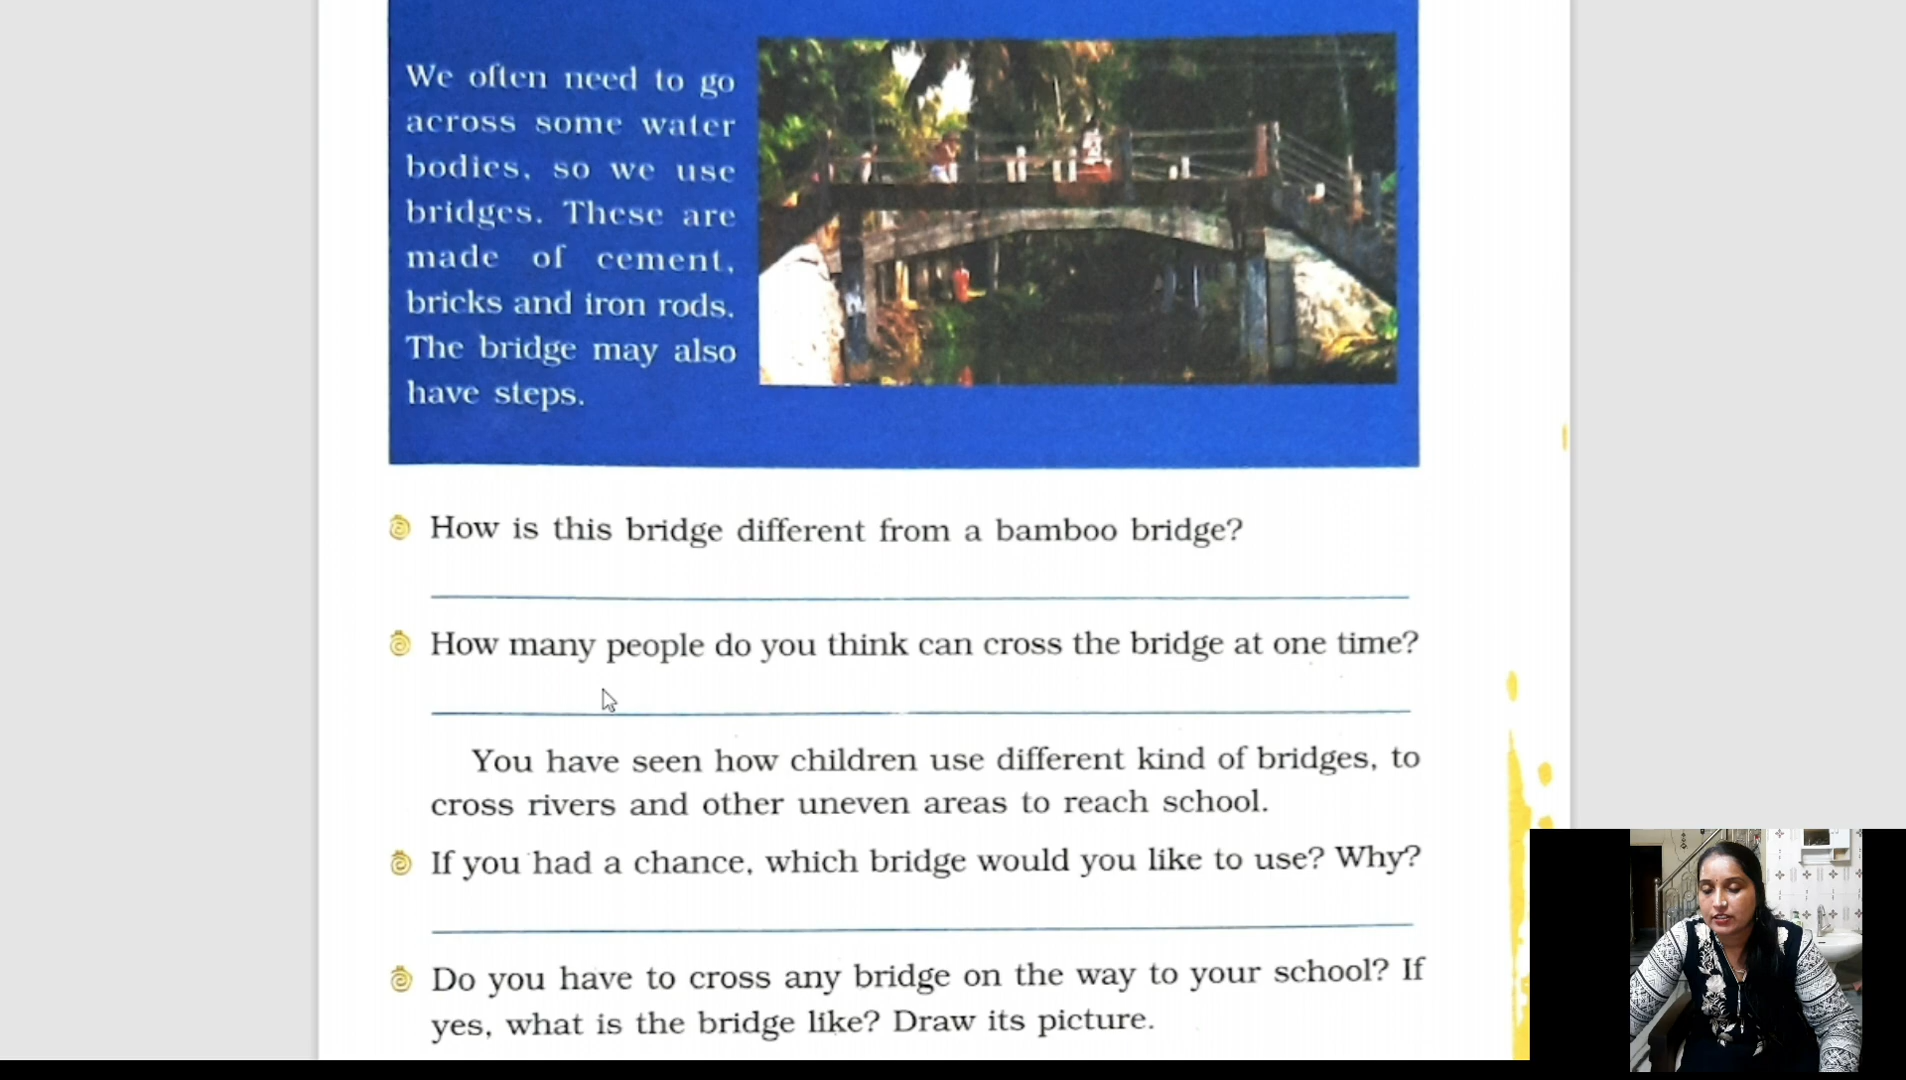 We often need to go
across some water
bodies, so we use
bridges. These are
made of cement,
bricks and iron rods.
The bridge may also
have steps.
How is this bridge different from a bamboo bridge?
How many people do you think can cross the bridge at one time?
You have seen how children use different kind of bridges, to
cross rivers and other uneven areas to reach school.
If you had a chance, which bridge would you like to use? Why?
Do you have to cross any bridge on the way to your school? If
yes, what is the bridge like? Draw its picture.